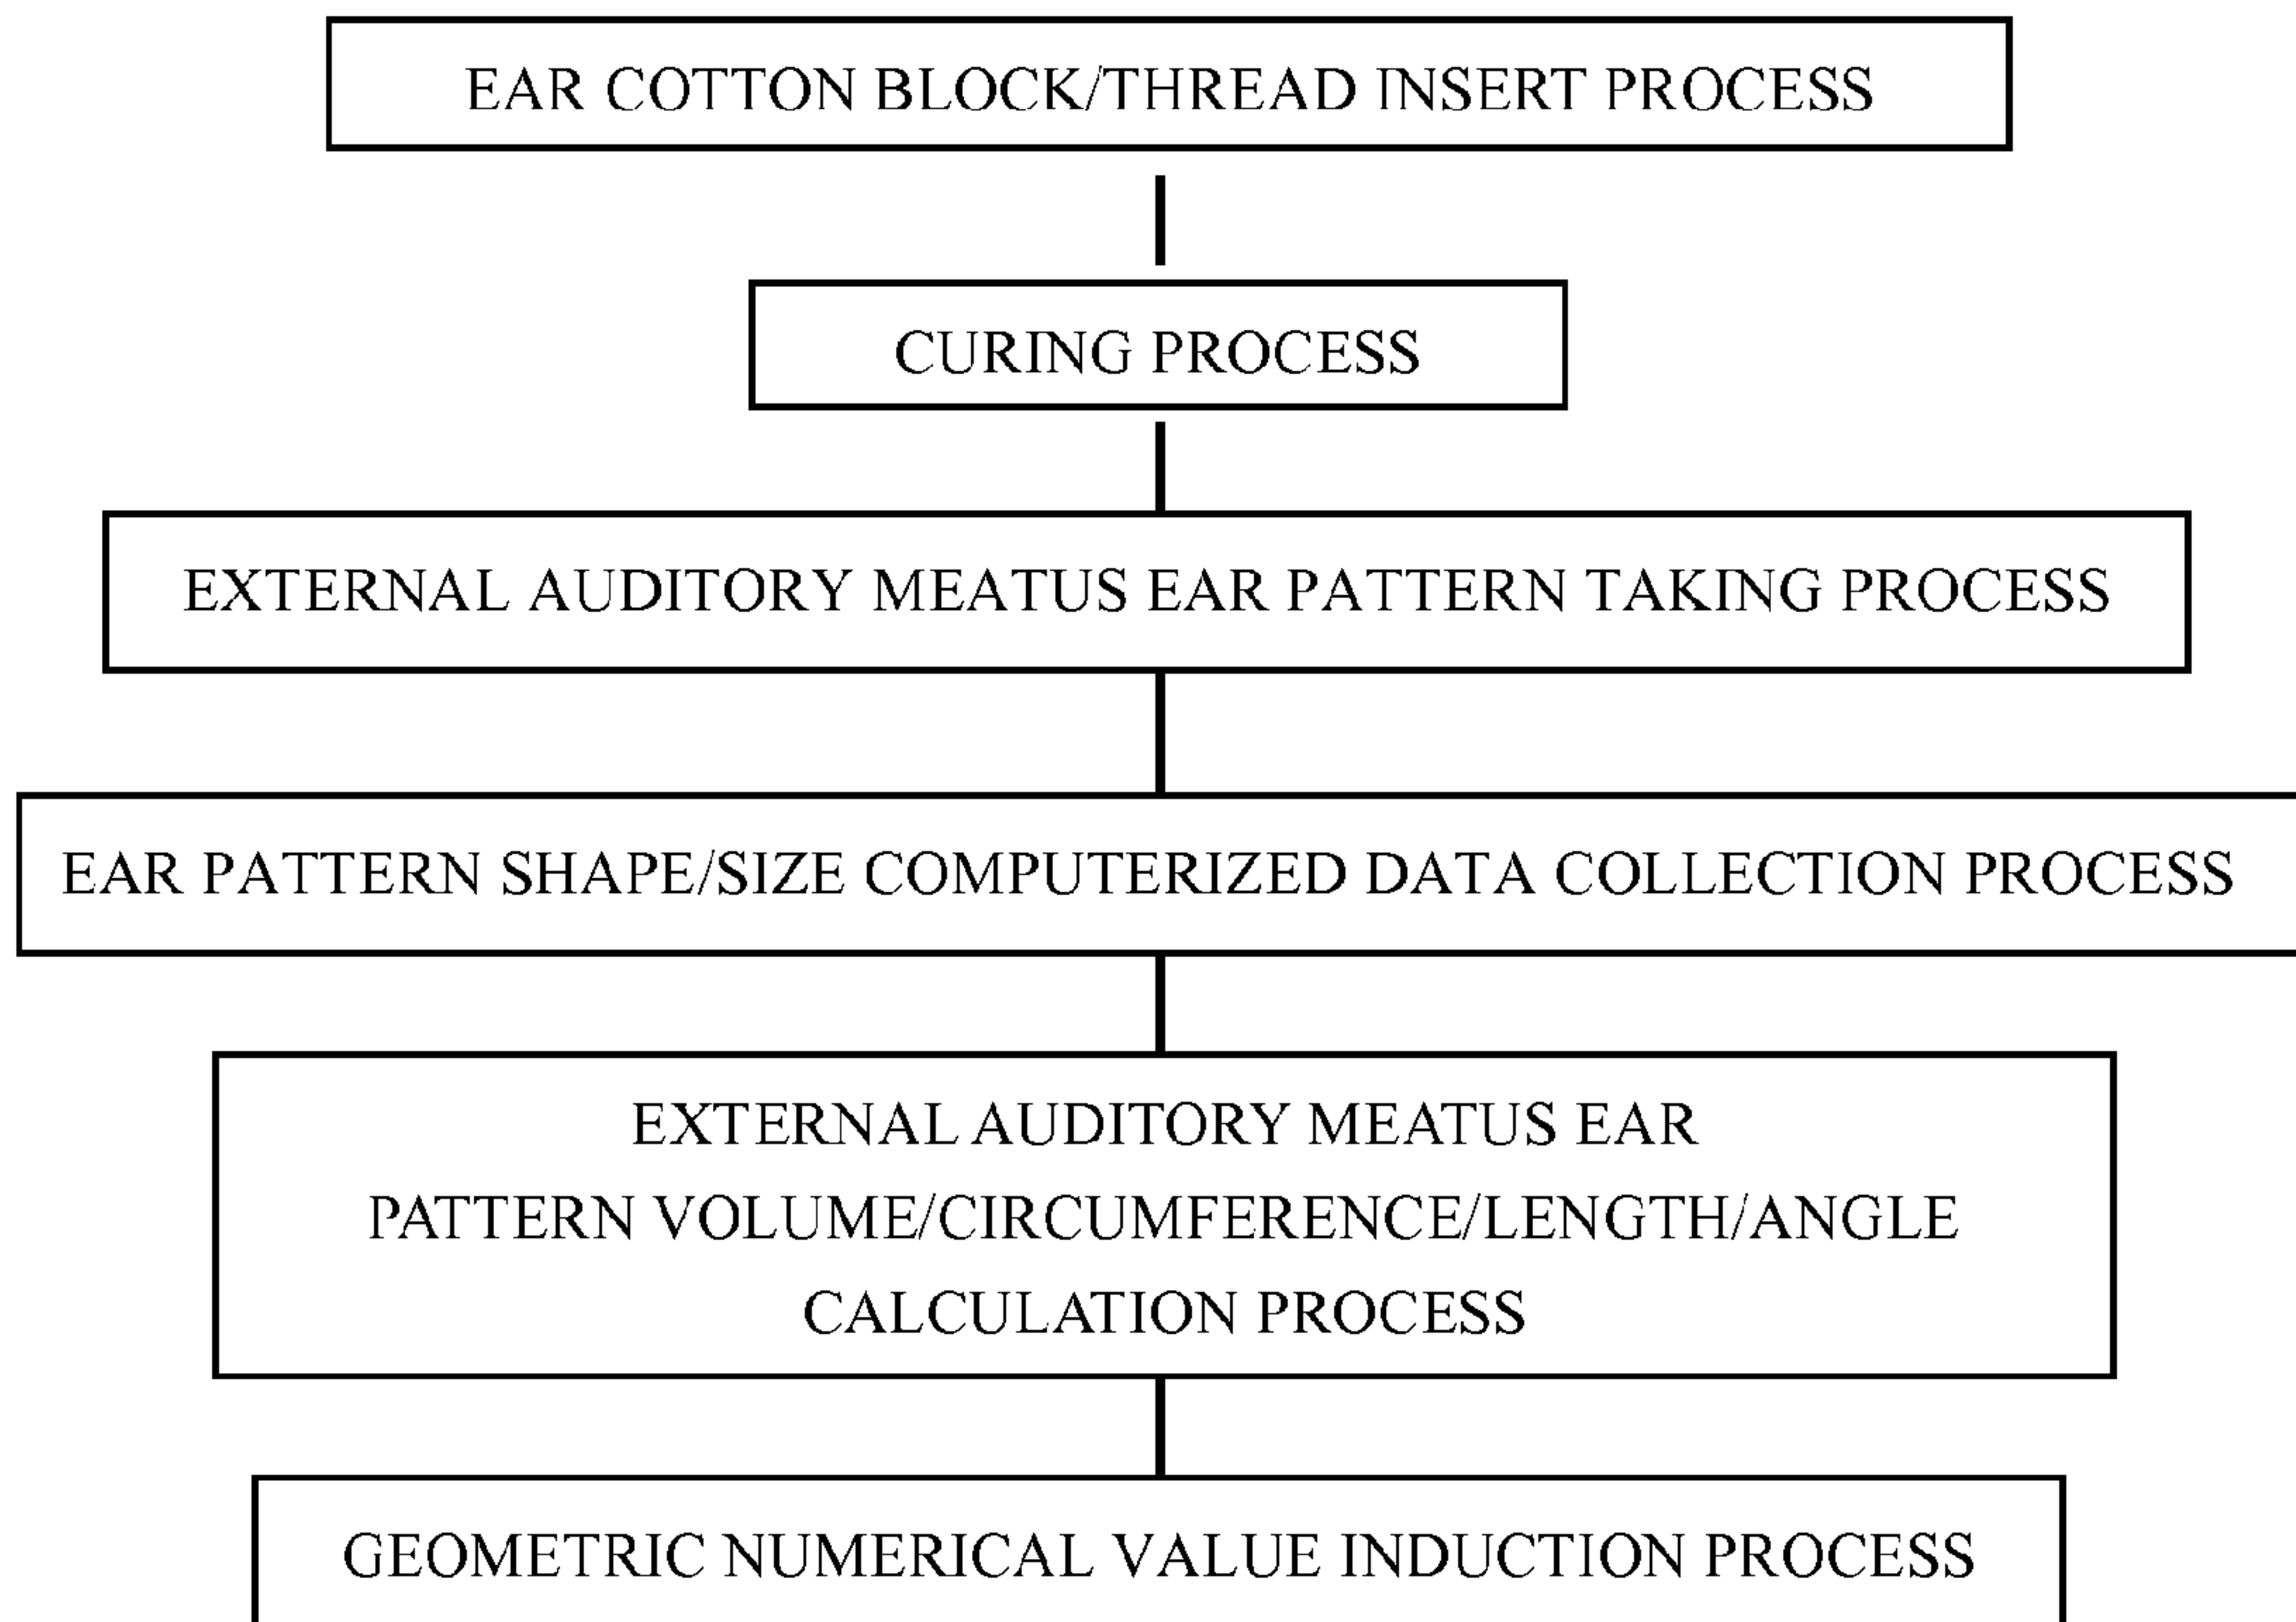 EAR COTTON BLOCK/THREAD INSERT PROCESS
CURING PROCESS
EXTERNAL AUDITORY MEATUS EAR PATTERN TAKING PROCESS
EAR PATTERN SHAPE/SIZE COMPUTERIZED DATA COLLECTION PROCESS
EXTERNAL AUDITORY MEATUS EAR
PATTERN VOLUME/CIRCUMFERENCE/LENGTH/ANGLE
CALCULATION PROCESS
GEOMETRIC NUMERICAL VALUE INDUCTION PROCESS